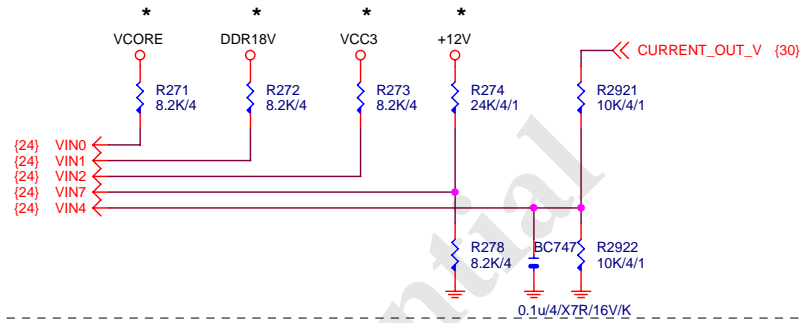 * * * *
VCORE DDR18V VCC3 +12V
CURRENT_OUT_V {30}
R271 R272 R273 R274 R2921
8.2K/4 8.2K/4 8.2K/4 24K/4/1 10K/4/1
{24} VIN0
{24} VIN1
{24} VIN2
{24} VIN7
{24} VIN4
R278 BC747 R2922
8.2K/4 10K/4/1
0.1u/4/X7R/16V/K
ential